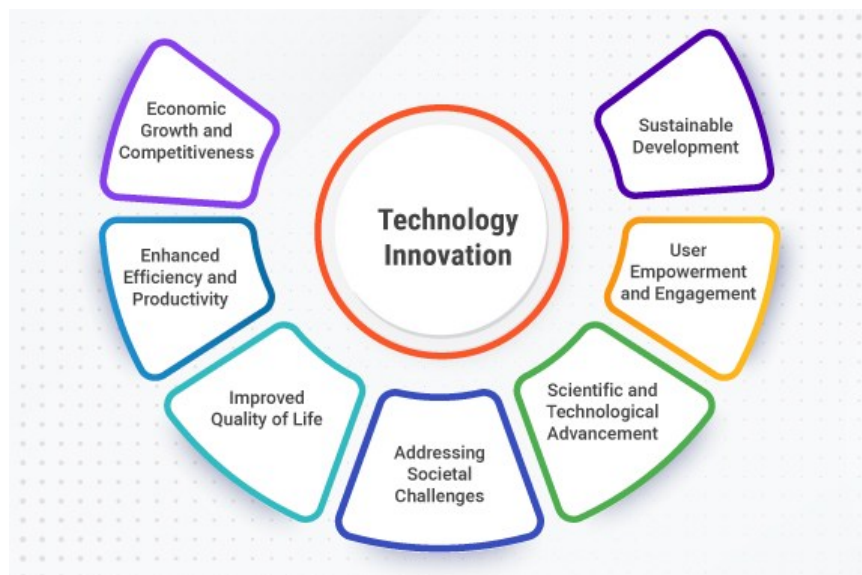 Technology
Innovation
Economic
Growth and
Competitiveness
Enhanced
Efficiency and
Productivity
Improved
Quality of Life
Addressing
Societal
Challenges
Scientific and
Technological
Advancement
User
Empowerment
and Engagement
Sustainable
Development